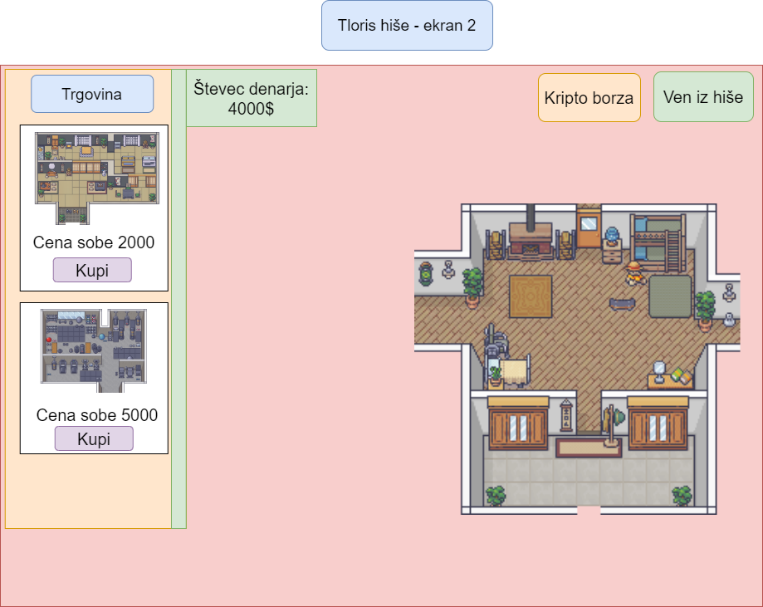 Tloris hiše - ekran 2
Trgovina
Števec denarja:
4000$
Kripto borza
Ven iz hiše
Cena sobe 2000
Kupi
Cena sobe 5000
Kupi